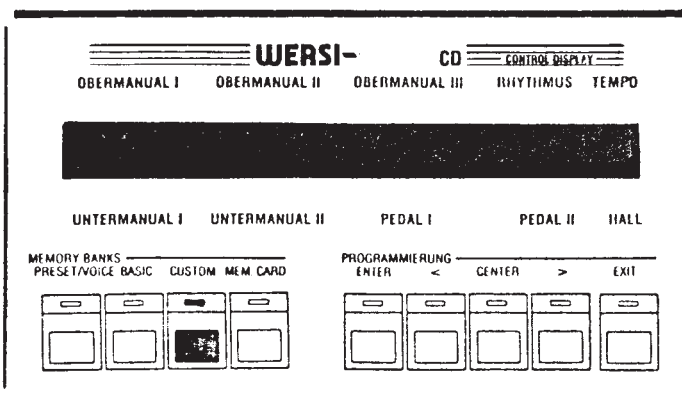 WERSI- CD CONTROL DISPLAY
OBERMANUAL I OBERMANUAL II OBERMANUAL III RHYTHMUS TEMPO
UNTERMANUAL I UNTERMANUAL II PEDAL I PEDAL II HALL
MEMORY BANKS PROGRAMMIERUNG
PRESET/VOICE BASIC CUSTOM MEM. CARD ENTER < CENTER > EXIT